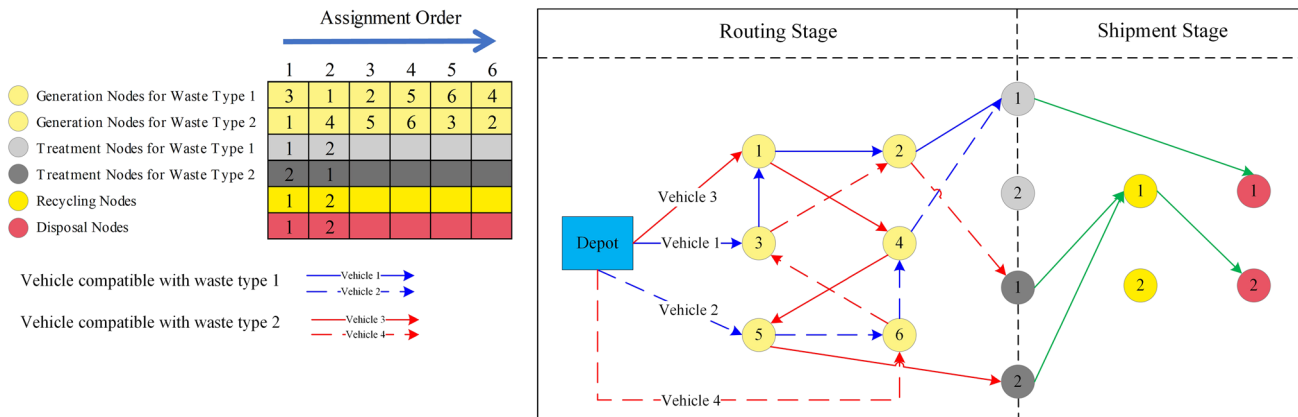 Assignment Order
1 2 3 4 5 6
Generation Nodes for Waste Type 1 3 1 2 5 6 4
Generation Nodes for Waste Type 2 1 4 5 6 3 2
Treatment Nodes for Waste Type 1 1 2
Treatment Nodes for Waste Type 2 2 1
Recycling Nodes 1 2
Disposal Nodes 1 2
Vehicle compatible with waste type 1
Vehicle 1
Vehicle 2
Vehicle compatible with waste type 2
Vehicle 3
Vehicle 4
Routing Stage
Shipment Stage
1
1 2
Vehicle 3
2
1
1
Depot
Vehicle 1
3
4
Vehicle 2
1
2
2
5
6
Vehicle 4
2